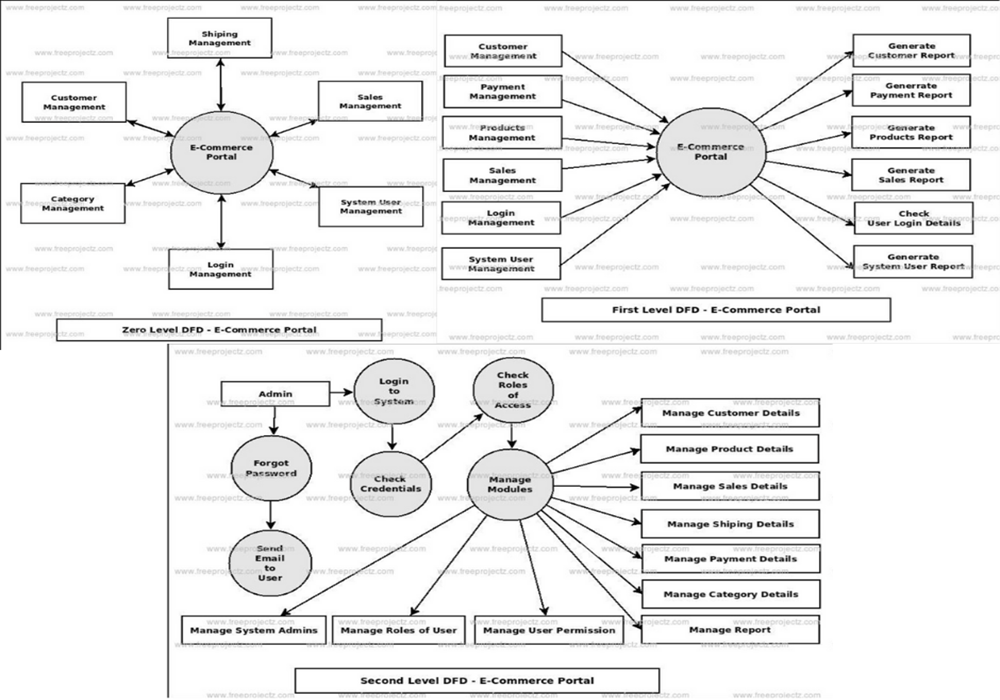 Shiping
Management
Customer
Management
Sales
Management
E-Commerce
Portal
Category
Management
System User
Management
Login
Management
Zero Level DFD - E-Commerce Portal
Customer
Management
Payment
Management
Products
Management
Sales
Management
Login
Management
System User
Management
E-Commerce
Portal
Generate
Customer Report
Generrate
Payment Report
Generate
Products Report
Generate
Sales Report
Check
User Login Details
Generrate
System User Report
First Level DFD - E-Commerce Portal
Admin
Login
to
System
Check
Roles
of
Access
Forgot
Password
Check
Credentials
Manage
Modules
Send
Email
to
User
Manage Customer Details
Manage Product Details
Manage Sales Details
Manage Shiping Details
Manage Payment Details
Manage Category Details
Manage Report
Manage System Admins
Manage Roles of User
Manage User Permission
Second Level DFD - E-Commerce Portal
www.freeprojectz.com